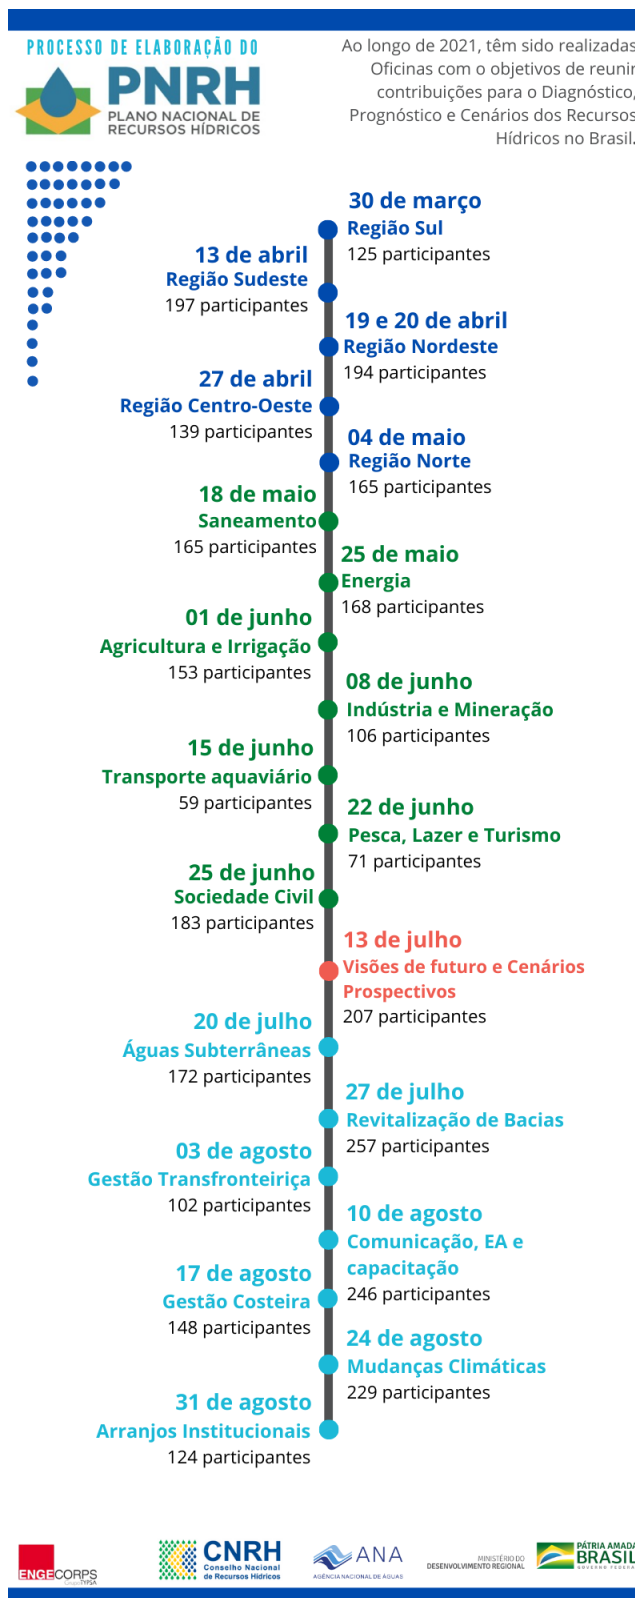 PROCESSO DE ELABORAÇÃO DO
PNRH
PLANO NACIONAL DE
RECURSOS HÍDRICOS
Ao longo de 2021, têm sido realizadas
Oficinas com o objetivos de reunir
contribuições para o Diagnóstico,
Prognóstico e Cenários dos Recursos
Hídricos no Brasil.
30 de março
Região Sul
125 participantes
13 de abril
Região Sudeste
197 participantes
19 e 20 de abril
Região Nordeste
194 participantes
27 de abril
Região Centro-Oeste
139 participantes
04 de maio
Região Norte
165 participantes
18 de maio
Saneamento
165 participantes
25 de maio
Energia
168 participantes
01 de junho
Agricultura e Irrigação
153 participantes
08 de junho
Indústria e Mineração
106 participantes
15 de junho
Transporte aquaviário
59 participantes
22 de junho
Pesca, Lazer e Turismo
71 participantes
25 de junho
Sociedade Civil
183 participantes
13 de julho
Visões de futuro e Cenários
Prospectivos
207 participantes
20 de julho
Águas Subterrâneas
172 participantes
27 de julho
Revitalização de Bacias
257 participantes
03 de agosto
Gestão Transfronteiriça
102 participantes
10 de agosto
Comunicação, EA e
capacitação
246 participantes
17 de agosto
Gestão Costeira
148 participantes
24 de agosto
Mudanças Climáticas
229 participantes
31 de agosto
Arranjos Institucionais
124 participantes
ENGECORPS
GrupoTYPSA
CNRH
Conselho Nacional
de Recursos Hídricos
ANA
AGÊNCIA NACIONAL DE ÁGUAS
MINISTÉRIO DO
DESENVOLVIMENTO REGIONAL
PÁTRIA AMADA
BRASIL
GOVERNO FEDERAL